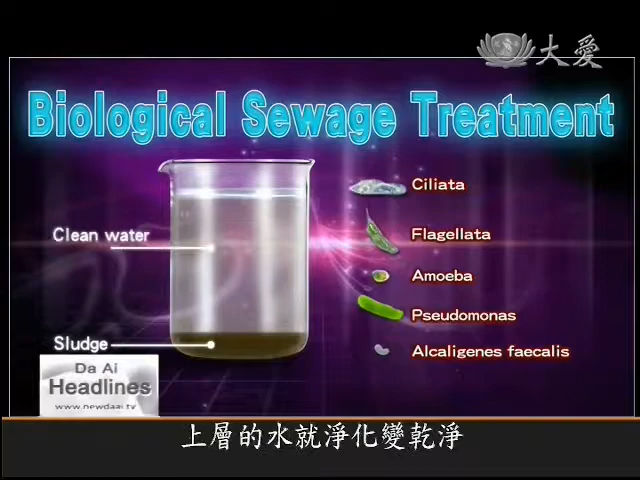 大愛
Biological Sewage Treatment
Ciliata
Clean water
Flagellata
Amoeba
Pseudomonas
Sludge
Alcaligenes faecalis
Da Ai
Headlines
www.newdaai.tv
上層的水就淨化變乾淨